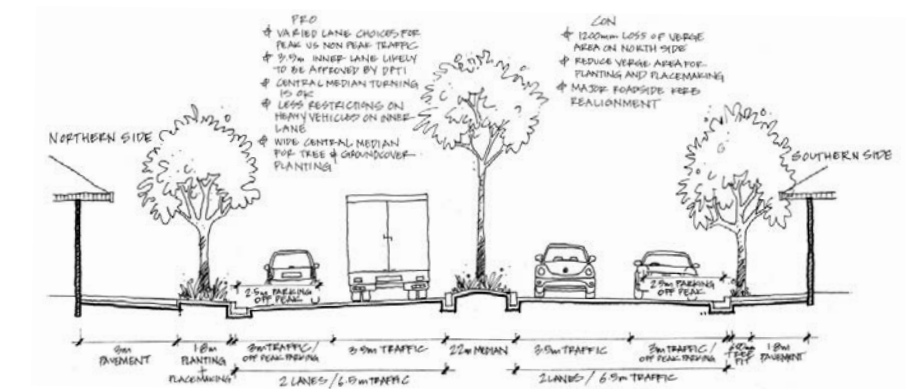 PRO
VARIED LANE CHOICES FOR
PEAK US NON PEAK TRAFFIC
3.5m INNER LANE LIKELY
TO BE APPROVED BY DPTI
CENTRAL MEDIAN TURNING
IS OK
LESS RESTRICTIONS ON
HEAVY VEHICLES ON INNER
LANE
WIDE CENTRAL MEDIAN
FOR TREE & GROUNDCOVER
PLANTING
CON
1200mm LOSS OF VERGE
AREA ON NORTH SIDE
REDUCE VERGE AREA FOR
PLANTING AND PLACEMAKING
MAJOR ROADSIDE KERB
REALIGNMENT
NORTHERN SIDE
SOUTHERN SIDE
2.5m PARKING
OFF PEAK
2.5m PARKING
OFF PEAK
3m
PAVEMENT
1.8m
PLANTING
+
PLACEMAKING
3m TRAFFIC/
OFF PEAK PARKING
3.5m TRAFFIC
2.2m MEDIAN
3.5m TRAFFIC
3m TRAFFIC/
OFF PEAK PARKING
TREE
PIT
1.8m
PAVEMENT
2 LANES / 6.5m TRAFFIC
2 LANES / 6.5m TRAFFIC